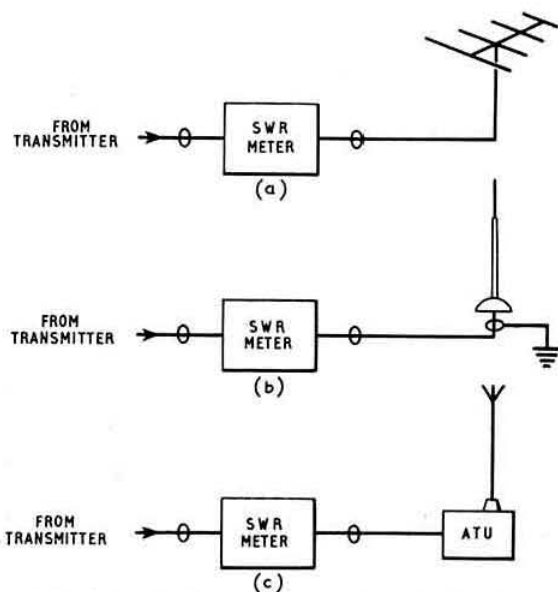 FROM
TRANSMITTER
SWR
METER
(a)
FROM
TRANSMITTER
SWR
METER
(b)
FROM
TRANSMITTER
SWR
METER
ATU
(c)